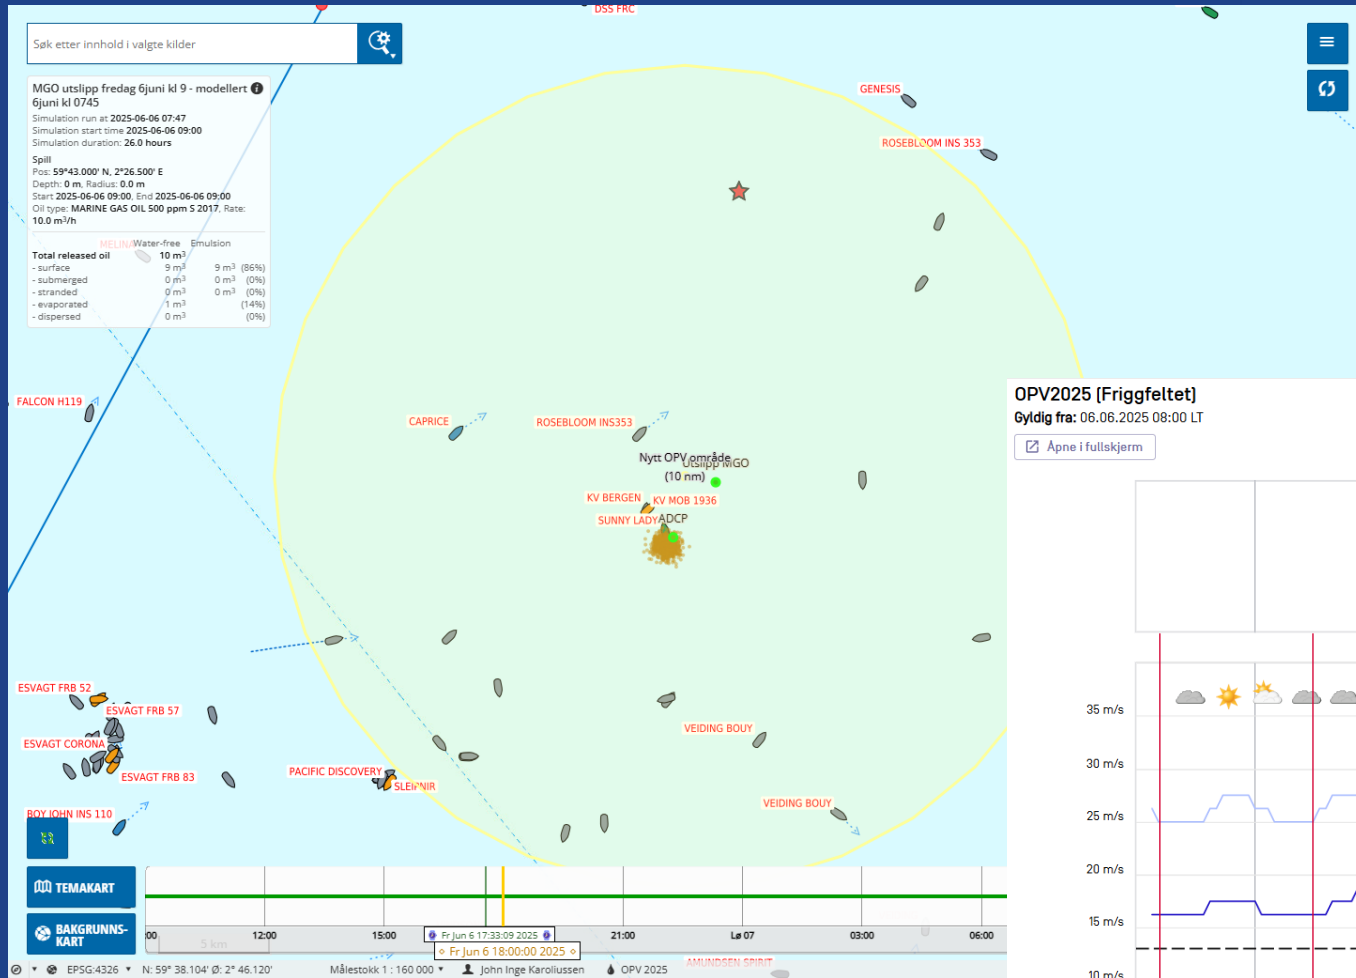 DSS FRC
Søk etter innhold i valgte kilder
MGO utslipp fredag 6juni kl 9 - modellert
6juni kl 0745
Simulation run at 2025-06-06 07:47
Simulation start time 2025-06-06 09:00
Simulation duration: 26.0 hours
Spill
Pos: 59°43.000' N, 2°26.500' E
Depth: 0 m, Radius: 0.0 m
Start 2025-06-06 09:00, End 2025-06-06 09:00
Oil type: MARINE GAS OIL 500 ppm S 2017, Rate:
10.0 m³/h
MELINA
Water-free Emulsion
Total released oil 10 m³
- surface 9 m³ 9 m³ (86%)
- submerged 0 m³ 0 m³ (0%)
- stranded 0 m³ 0 m³ (0%)
- evaporated 1 m³ (14%)
- dispersed 0 m³ (0%)
GENESIS
ROSEBLOOM INS 353
FALCON H119
CAPRICE
ROSEBLOOM INS353
Nytt OPV område
(10 nm)
Utslipp MGO
KV BERGEN
KV MOB 1936
SUNNY LADY
ADCP
ESVAGT FRB 52
ESVAGT FRB 57
ESVAGT CORONA
ESVAGT FRB 83
BOY JOHN INS 110
PACIFIC DISCOVERY
SLEIPNIR
VEIDING BOUY
VEIDING BOUY
OPV2025 (Friggfeltet)
Gyldig fra: 06.06.2025 08:00 LT
Åpne i fullskjerm
35 m/s
30 m/s
25 m/s
20 m/s
15 m/s
10 m/s
TEMAKART
BAKGRUNNS-
KART
:00 12:00 15:00 21:00 Lø 07 03:00 06:00
Fr Jun 6 17:33:09 2025
Fr Jun 6 18:00:00 2025
5 km
AMUNDSEN SPIRIT
EPSG:4326 N: 59° 38.104' Ø: 2° 46.120' Målestokk 1 : 160 000 John Inge Karoliussen OPV 2025